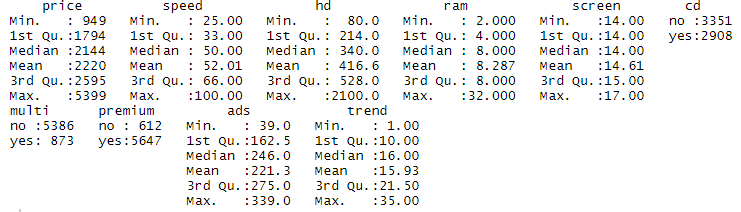 price speed hd ram screen cd
Min. : 949 Min. : 25.00 Min. : 80.0 Min. : 2.000 Min. :14.00 no :3351
1st Qu.:1794 1st Qu.: 33.00 1st Qu.: 214.0 1st Qu.: 4.000 1st Qu.:14.00 yes:2908
Median :2144 Median : 50.00 Median : 340.0 Median : 8.000 Median :14.00
Mean :2220 Mean : 52.01 Mean : 416.6 Mean : 8.287 Mean :14.61
3rd Qu.:2595 3rd Qu.: 66.00 3rd Qu.: 528.0 3rd Qu.: 8.000 3rd Qu.:15.00
Max. :5399 Max. :100.00 Max. :2100.0 Max. :32.000 Max. :17.00
multi premium ads trend
no :5386 no : 612 Min. : 39.0 Min. : 1.00
yes: 873 yes:5647 1st Qu.:162.5 1st Qu.:10.00
Median :246.0 Median :16.00
Mean :221.3 Mean :15.93
3rd Qu.:275.0 3rd Qu.:21.50
Max. :339.0 Max. :35.00